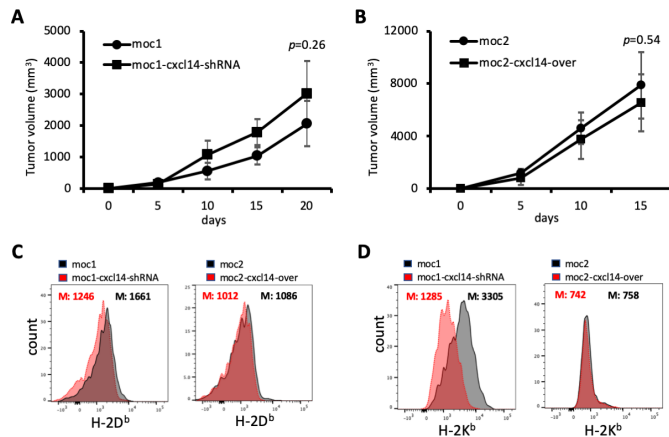 A
B
5000
4000
3000
2000
1000
0
Tumor volume (mm³)
moc1
moc1-cxcl14-shRNA
p=0.26
0 5 10 15 20
days
12000
8000
4000
0
Tumor volume (mm³)
moc2
moc2-cxcl14-over
p=0.54
0 5 10 15
days
C
moc1
moc1-cxcl14-shRNA
M: 1246 M: 1661
count
H-2Dᵇ
moc2
moc2-cxcl14-over
M: 1012 M: 1086
H-2Dᵇ
D
moc1
moc1-cxcl14-shRNA
M: 1285 M: 3305
count
H-2Kᵇ
moc2
moc2-cxcl14-over
M: 742 M: 758
H-2Kᵇ